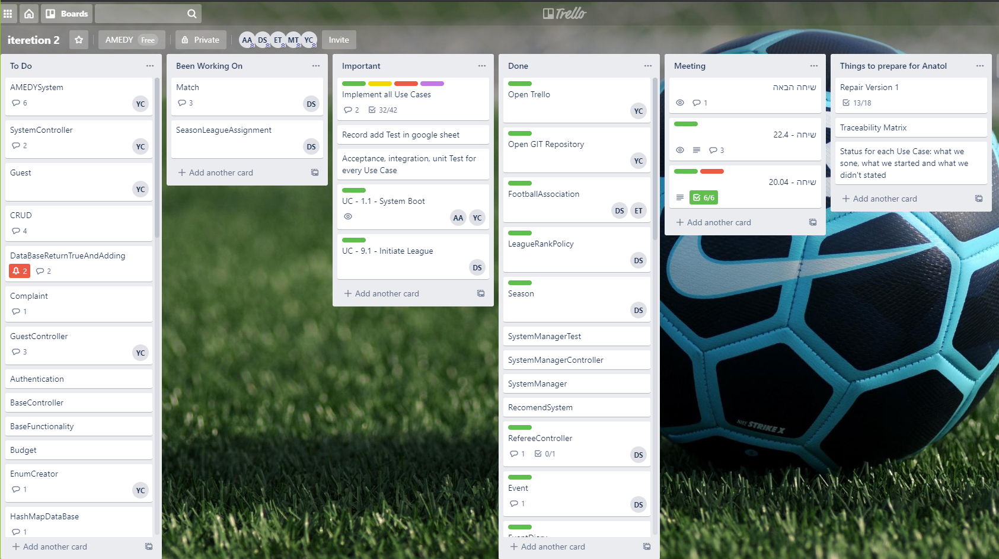 Boards
Trello
iteretion 2
AMEDY Free
Private
AA DS ET MT YC
Invite
To Do
AMEDYSystem
6
YC
SystemController
2
YC
Guest
YC
CRUD
4
DataBaseReturnTrueAndAdding
2 2
Complaint
1
GuestController
3
YC
Authentication
BaseController
BaseFunctionality
Budget
EnumCreator
1
YC
HashMapDataBase
1
+ Add another card
Been Working On
Match
3
DS
SeasonLeagueAssignment
DS
+ Add another card
Important
Implement all Use Cases
2 32/42
Record add Test in google sheet
Acceptance, integration, unit Test for
every Use Case
UC - 1.1 - System Boot
AA YC
UC - 9.1 - Initiate League
DS
+ Add another card
Done
Open Trello
YC
Open GIT Repository
YC
FootballAssociation
DS ET
LeagueRankPolicy
DS
Season
DS
SystemManagerTest
SystemManagerController
SystemManager
RecomendSystem
RefereeController
1 0/1
DS
Event
1
DS
EventDiary
+ Add another card
Meeting
שיחה הבאה
1
שיחה - 22.4
3
שיחה - 20.04
6/6
+ Add another card
Things to prepare for Anatol
Repair Version 1
13/18
Traceability Matrix
Status for each Use Case: what we
sone, what we started and what we
didn't stated
+ Add another card
NIKE STRIKE X